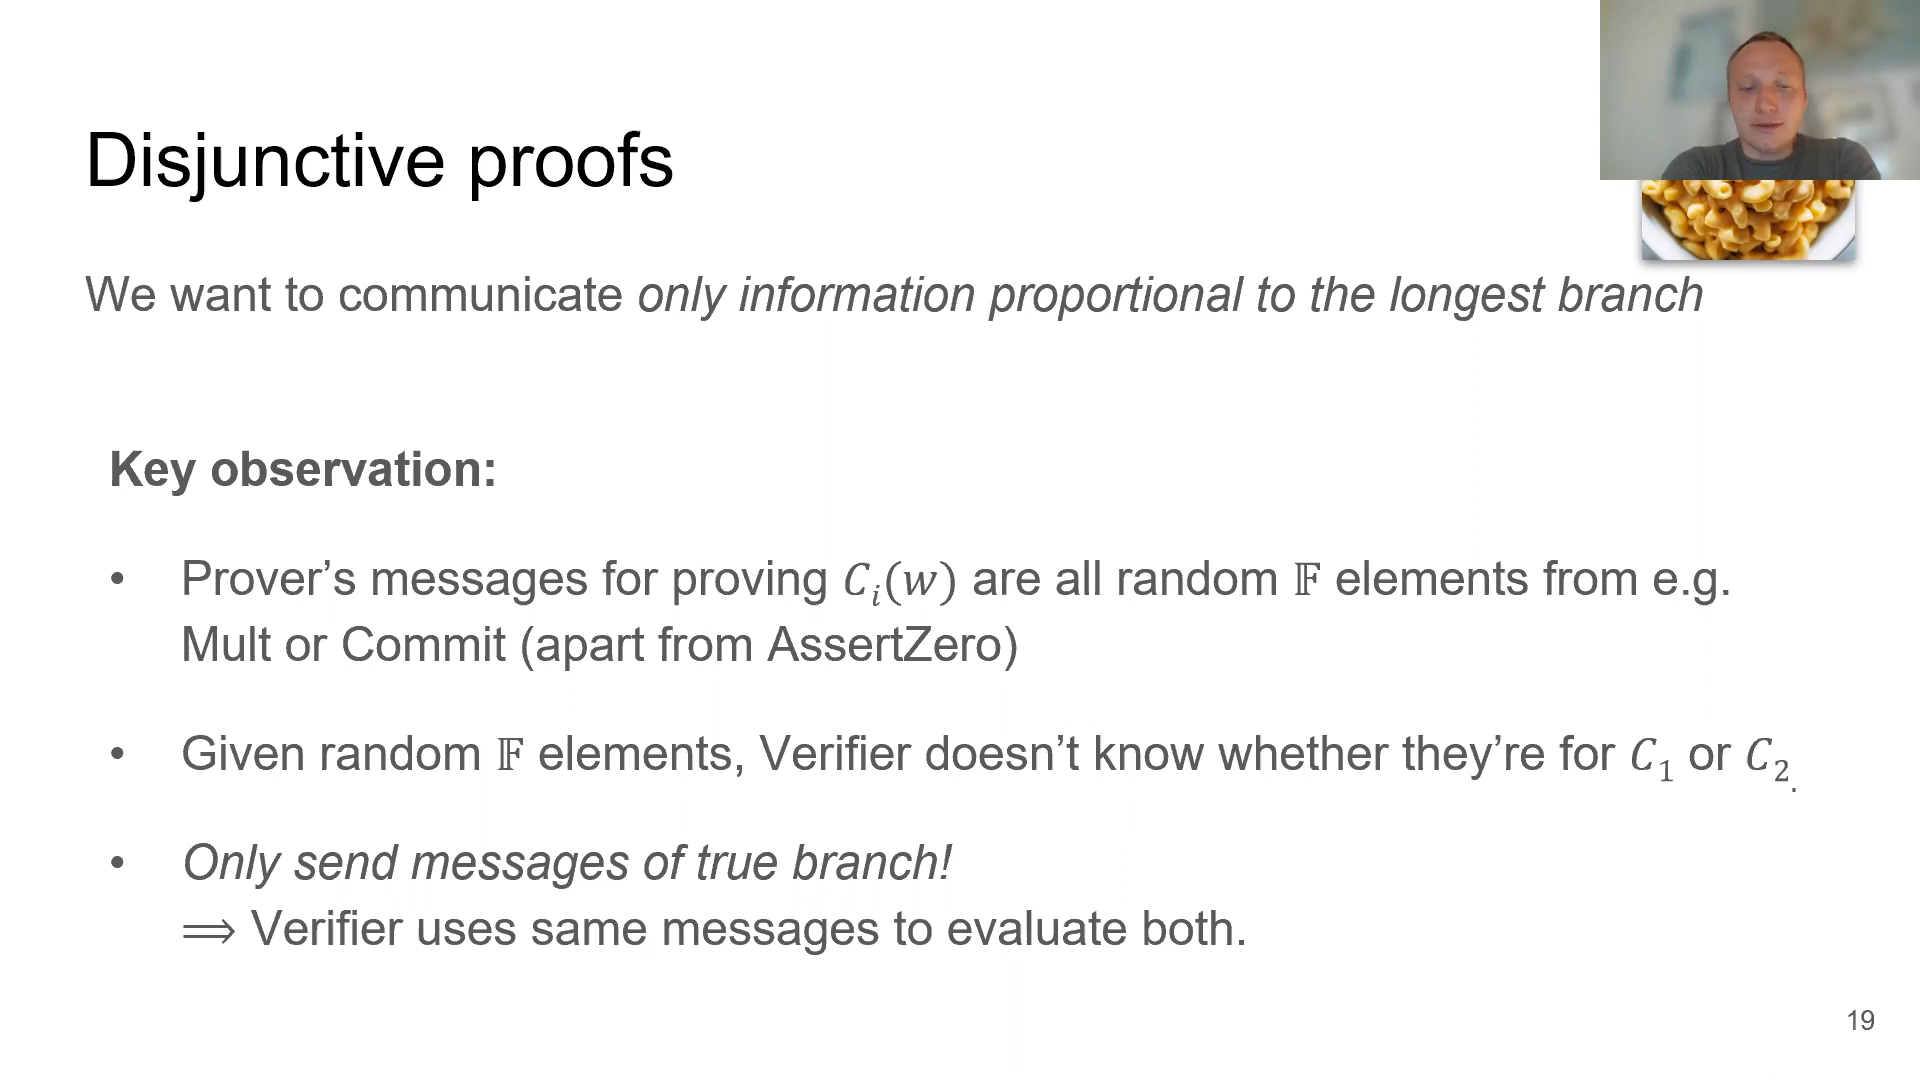 Disjunctive proofs
We want to communicate only information proportional to the longest branch
Key observation:
• Prover’s messages for proving 𝐶ᵢ(𝑤) are all random 𝔽 elements from e.g.
Mult or Commit (apart from AssertZero)
• Given random 𝔽 elements, Verifier doesn’t know whether they’re for 𝐶₁ or 𝐶₂.
• Only send messages of true branch!
⟹ Verifier uses same messages to evaluate both.
19